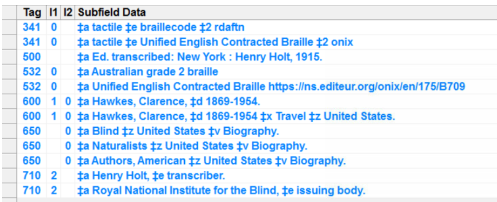 Tag I1 I2 Subfield Data
341 0 ‡a tactile ‡e braillecode ‡2 rdaftn
341 0 ‡a tactile ‡e Unified English Contracted Braille ‡2 onix
500 ‡a Ed. transcribed: New York : Henry Holt, 1915.
532 0 ‡a Australian grade 2 braille
532 0 ‡a Unified English Contracted Braille https://ns.editeur.org/onix/en/175/B709
600 1 0 ‡a Hawkes, Clarence, ‡d 1869-1954.
600 1 0 ‡a Hawkes, Clarence, ‡d 1869-1954 ‡x Travel ‡z United States.
650 0 ‡a Blind ‡z United States ‡v Biography.
650 0 ‡a Naturalists ‡z United States ‡v Biography.
650 0 ‡a Authors, American ‡z United States ‡v Biography.
710 2 ‡a Henry Holt, ‡e transcriber.
710 2 ‡a Royal National Institute for the Blind, ‡e issuing body.